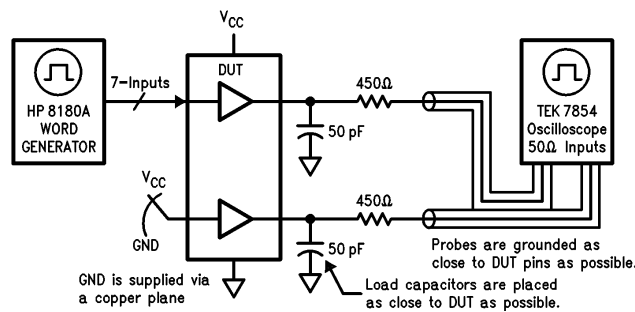 V_CC
DUT
7-Inputs
HP 8180A
WORD
GENERATOR
450Ω
50 pF
TEK 7854
Oscilloscope
50Ω Inputs
V_CC
GND
450Ω
50 pF
Probes are grounded as
close to DUT pins as possible.
GND is supplied via
a copper plane
Load capacitors are placed
as close to DUT as possible.